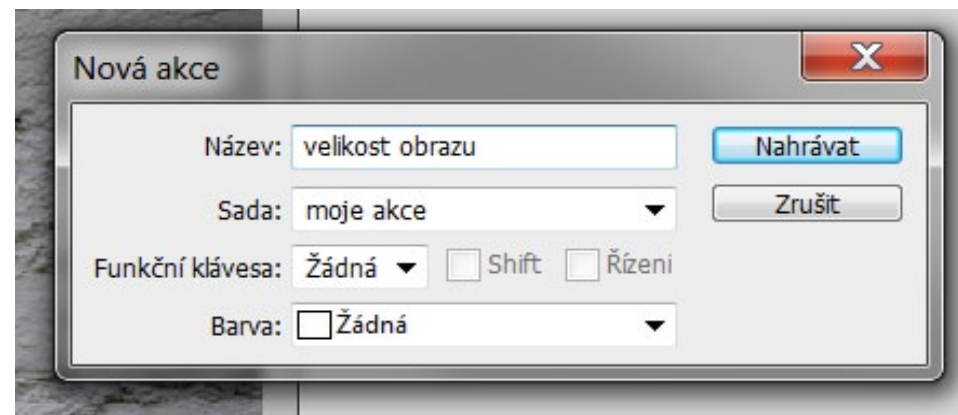 Nová akce
Název: velikost obrazu
Nahrávat
Sada: moje akce
Zrušit
Funkční klávesa: Žádná Shift Řízeni
Barva: Žádná